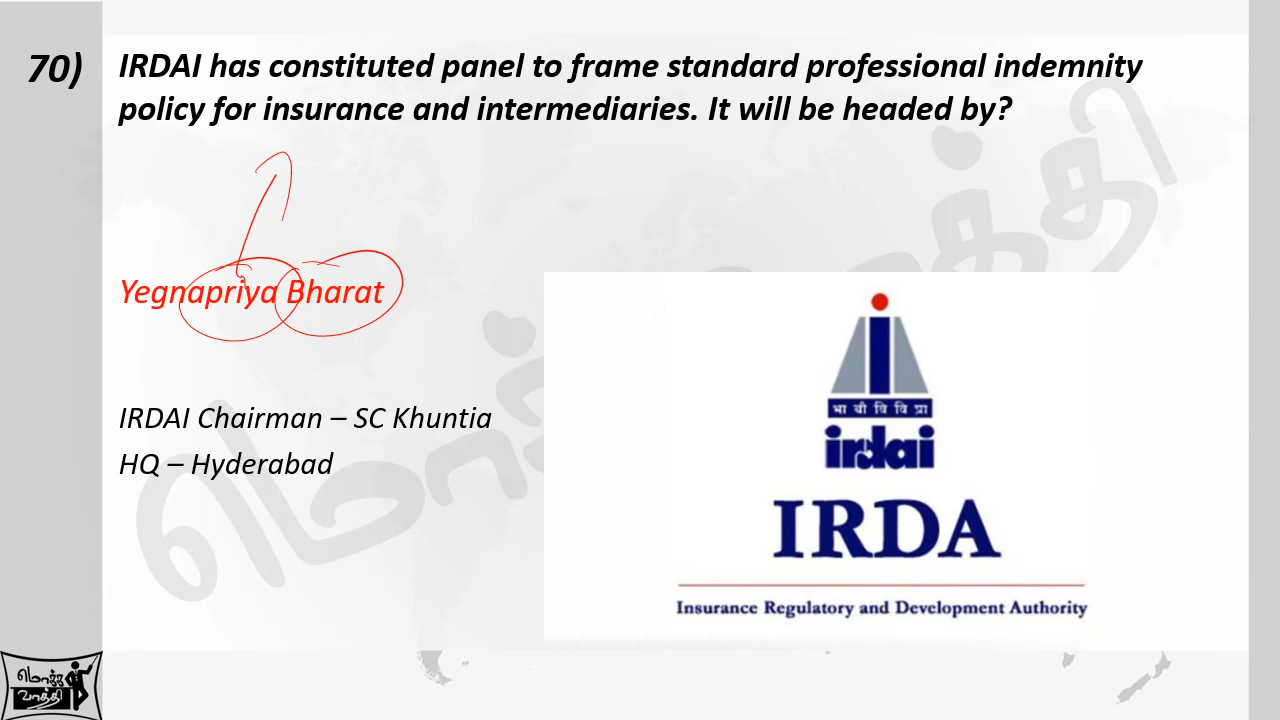 70)
IRDAI has constituted panel to frame standard professional indemnity
policy for insurance and intermediaries. It will be headed by?
Yegnapriya Bharat
IRDAI Chairman – SC Khuntia
HQ – Hyderabad
भा बी वि वि प्रा
irdai
IRDA
Insurance Regulatory and Development Authority
மொக்க
வாத்தி